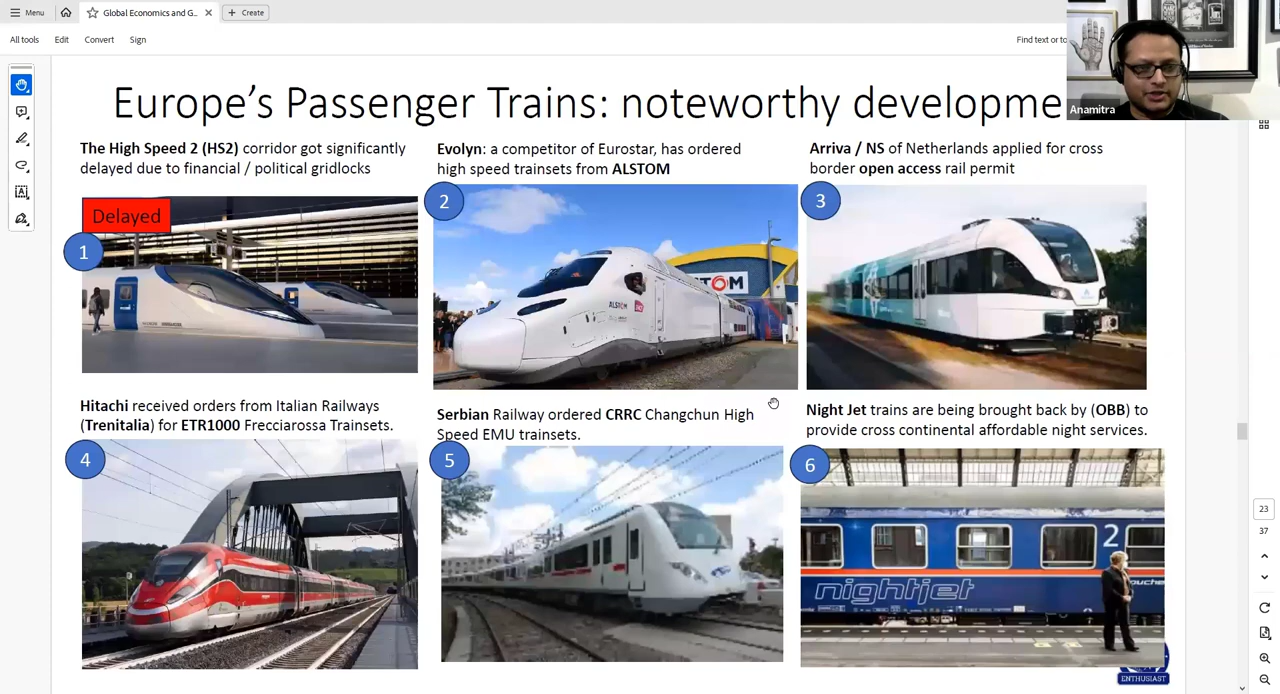 Menu
Global Economics and G...
Create
All tools
Edit
Convert
Sign
Find text or to
Anamitra
Europe's Passenger Trains: noteworthy developme
The High Speed 2 (HS2) corridor got significantly
delayed due to financial / political gridlocks
Delayed
1
Evolyn: a competitor of Eurostar, has ordered
high speed trainsets from ALSTOM
2
STOM
ALSTOM
Arriva / NS of Netherlands applied for cross
border open access rail permit
3
Hitachi received orders from Italian Railways
(Trenitalia) for ETR1000 Frecciarossa Trainsets.
4
Serbian Railway ordered CRRC Changchun High
Speed EMU trainsets.
5
Night Jet trains are being brought back by (OBB) to
provide cross continental affordable night services.
6
2
nightjet
ENTHUSIAST
23
37